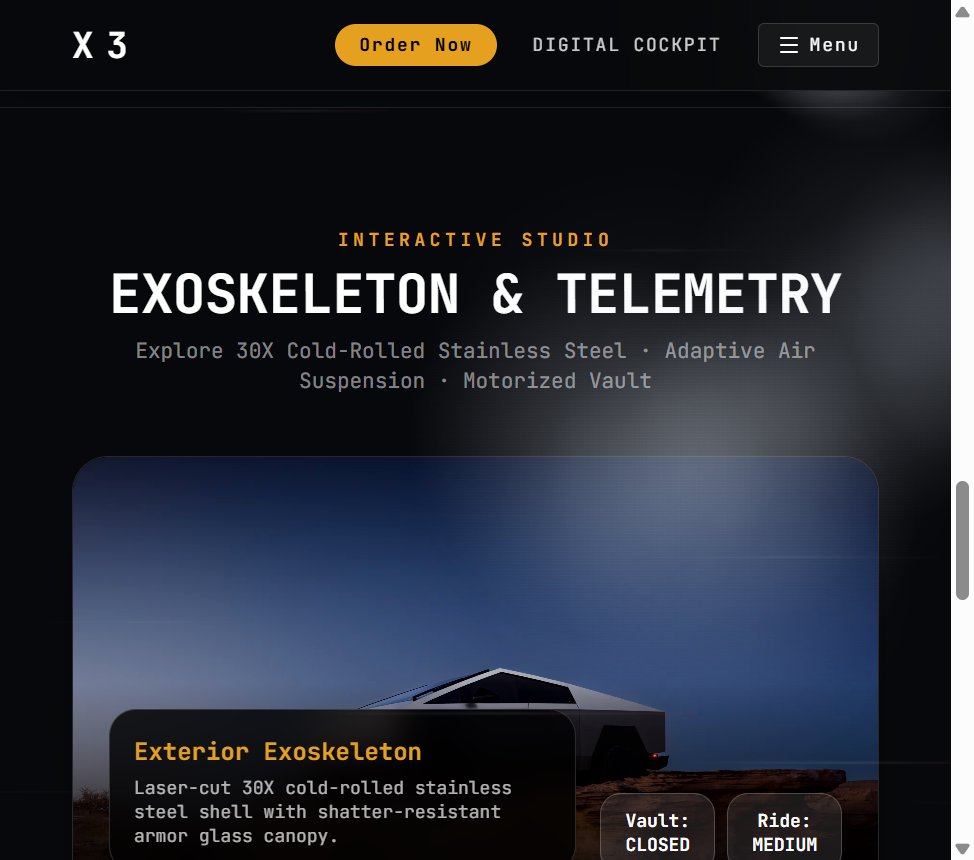 X 3
Order Now
DIGITAL COCKPIT
Menu
INTERACTIVE STUDIO
EXOSKELETON & TELEMETRY
Explore 30X Cold-Rolled Stainless Steel · Adaptive Air
Suspension · Motorized Vault
Exterior Exoskeleton
Laser-cut 30X cold-rolled stainless
steel shell with shatter-resistant
armor glass canopy.
Vault:
CLOSED
Ride:
MEDIUM